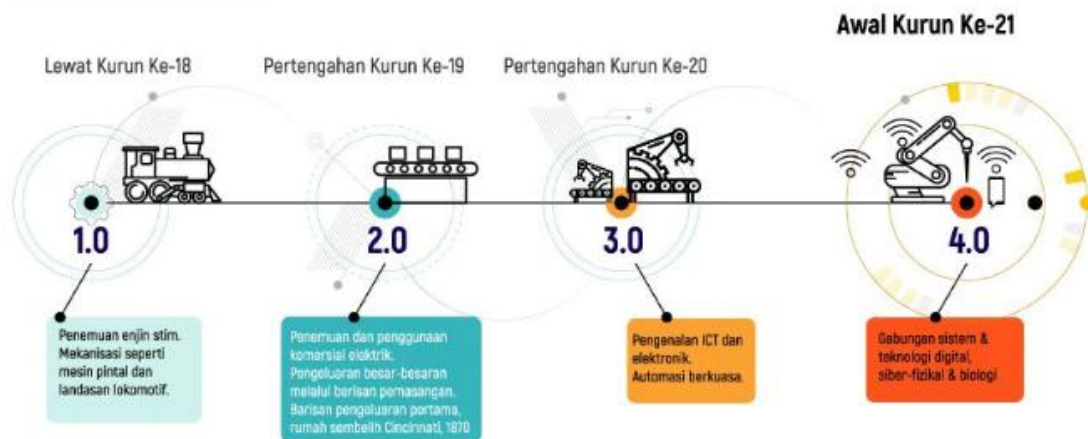 Awal Kurun Ke-21
Lewat Kurun Ke-18
Pertengahan Kurun Ke-19
Pertengahan Kurun Ke-20
1.0
2.0
3.0
4.0
Penemuan enjin stim.
Mekanisasi seperti
mesin pintal dan
landasan lokomotif.
Penemuan dan penggunaan
komersial elektrik.
Pengeluaran besar-besaran
melalui barisan pemasangan.
Barisan pengeluaran pertama,
rumah sembelih Cincinnati, 1870
Pengenalan ICT dan
elektronik.
Automasi berkuasa.
Gabungan sistem &
teknologi digital,
siber-fizikal & biologi